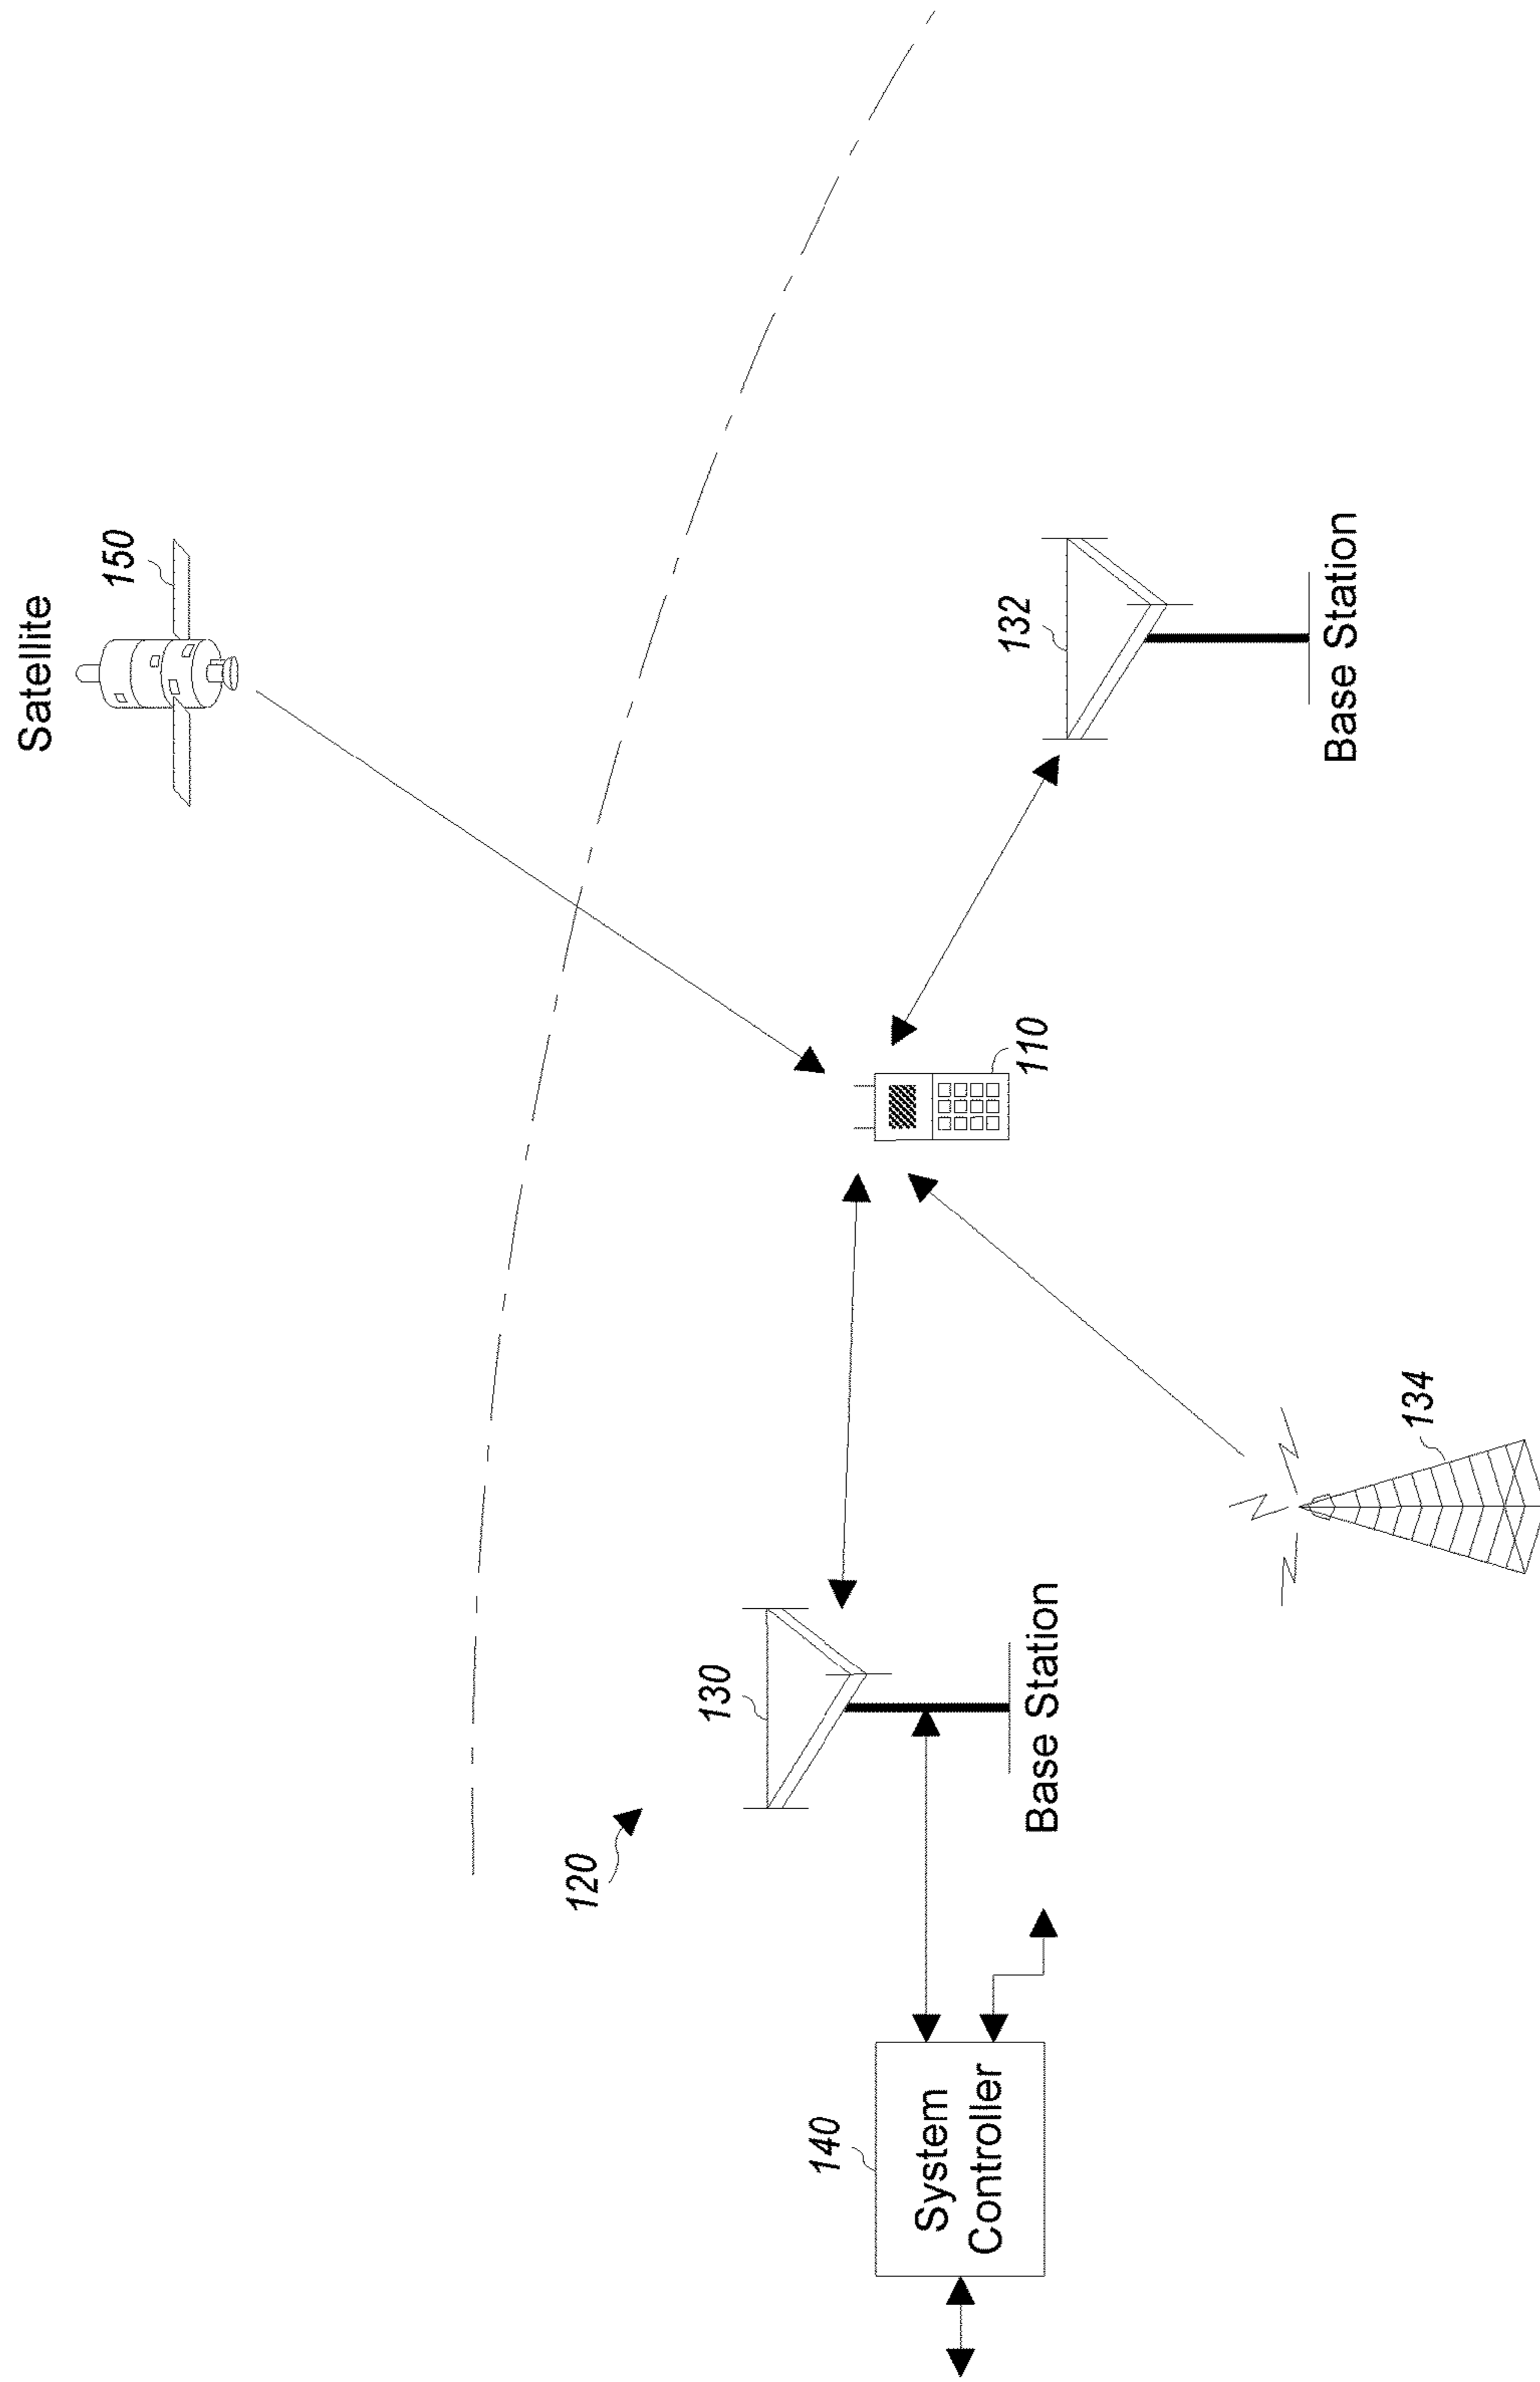 Satellite
150
120
130
132
140
System
Controller
110
Base Station
134
Base Station